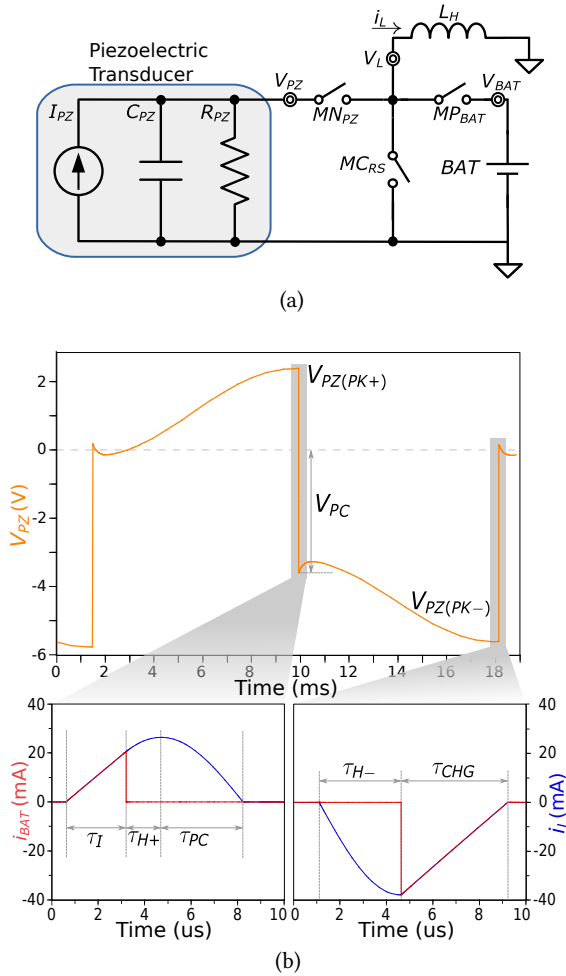 Piezoelectric
Transducer
I_PZ
C_PZ
R_PZ
V_PZ
MN_PZ
i_L
L_H
V_L
V_BAT
MP_BAT
MC_RS
BAT
(a)
V_PZ (V)
2
0
-2
-4
-6
V_PZ(PK+)
V_PC
V_PZ(PK-)
0 2 4 6 8 10 12 14 16 18
Time (ms)
i_BAT (mA)
40
20
0
-20
-40
τ_I
τ_H+
τ_PC
0 2 4 6 8 10
Time (us)
τ_H-
τ_CHG
0 2 4 6 8 10
Time (us)
40
20
0
-20
-40
i_L (mA)
(b)